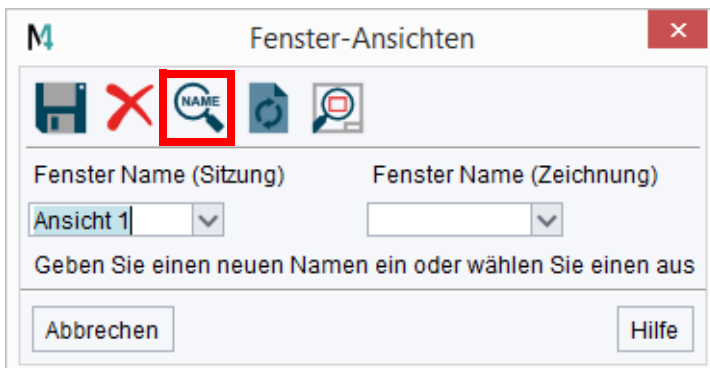 M4 Fenster-Ansichten
NAME
Fenster Name (Sitzung) Fenster Name (Zeichnung)
Ansicht 1
Geben Sie einen neuen Namen ein oder wählen Sie einen aus
Abbrechen Hilfe